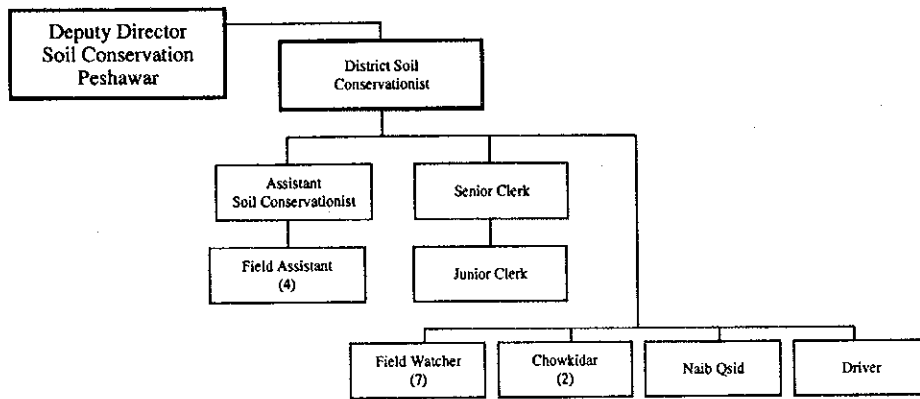 Deputy Director
Soil Conservation
Peshawar
District Soil
Conservationist
Assistant
Soil Conservationist
Senior Clerk
Field Assistant
(4)
Junior Clerk
Field Watcher
(7)
Chowkidar
(2)
Naib Qsid
Driver